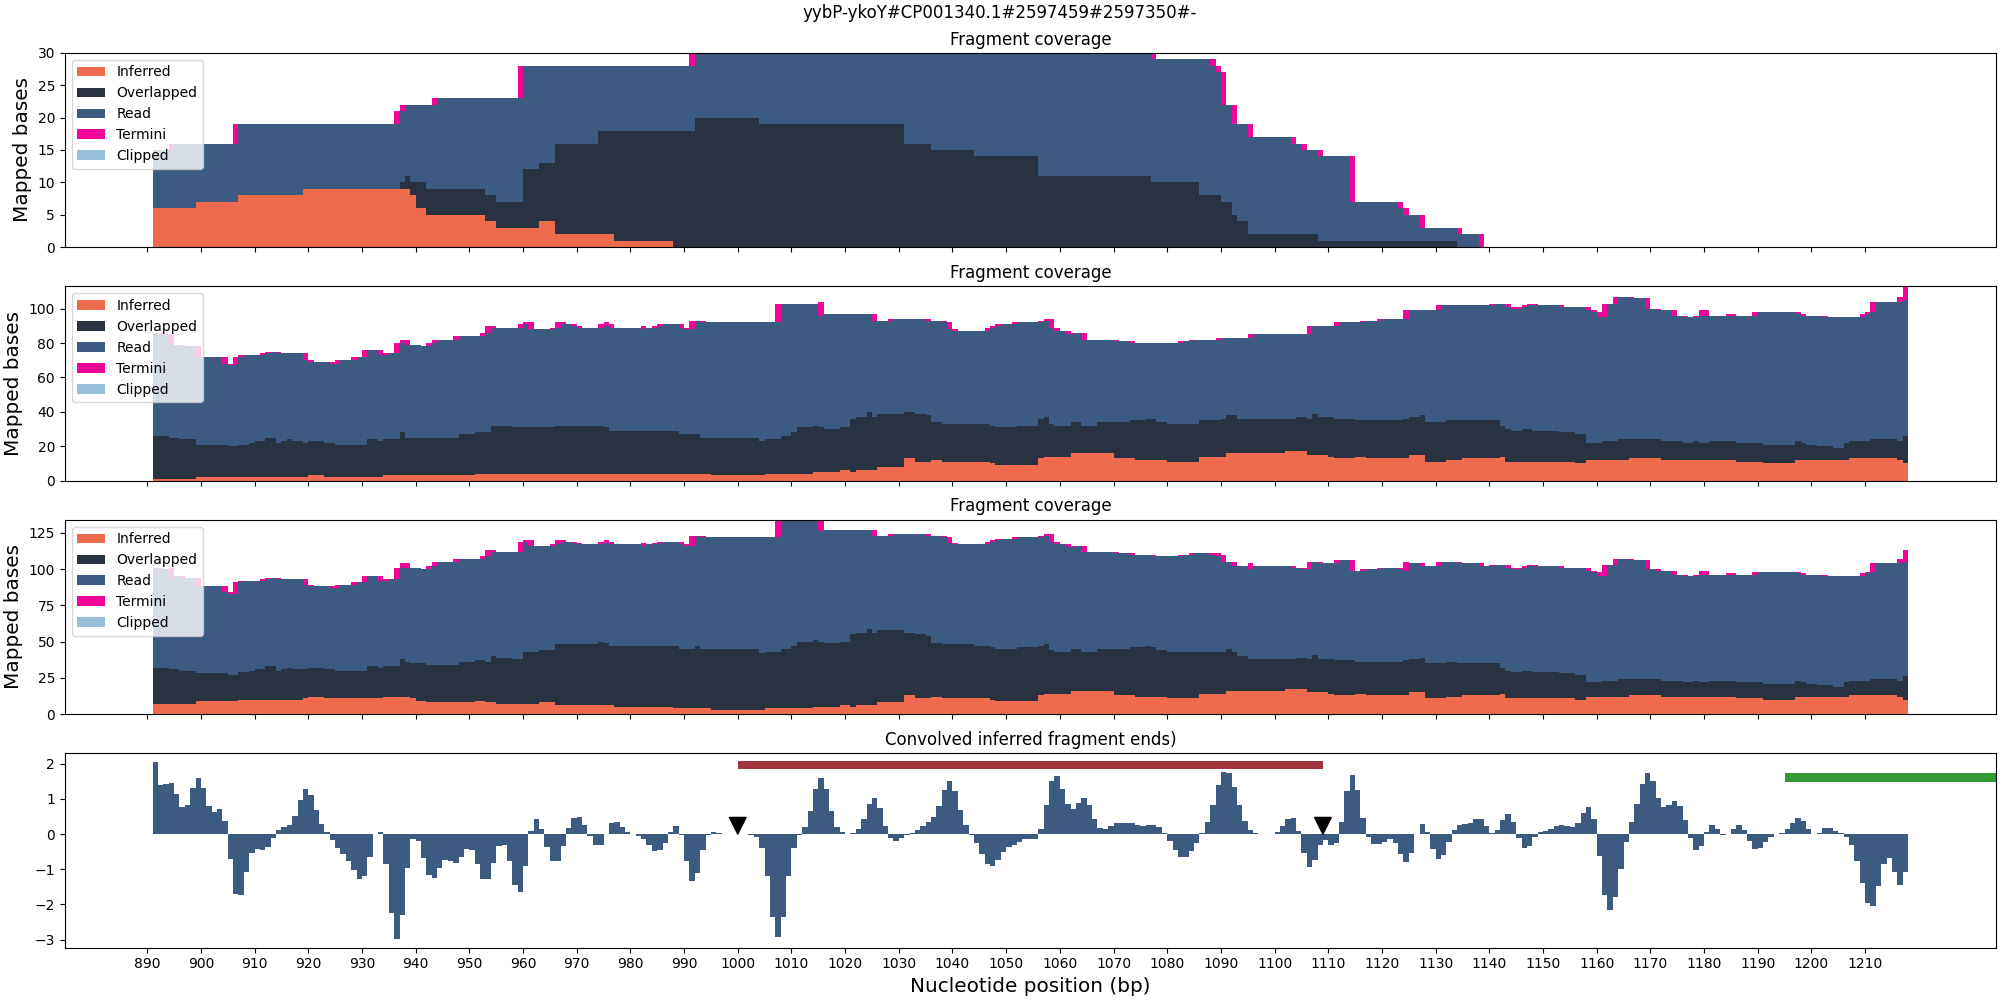 yybP-ykoY#CP001340.1#2597459#2597350#-
Fragment coverage
Mapped bases
30
25
20
15
10
5
0
Inferred
Overlapped
Read
Termini
Clipped
Fragment coverage
Mapped bases
100
80
60
40
20
0
Inferred
Overlapped
Read
Termini
Clipped
Fragment coverage
Mapped bases
125
100
75
50
25
0
Inferred
Overlapped
Read
Termini
Clipped
Convolved inferred fragment ends)
2
1
0
−1
−2
−3
890 900 910 920 930 940 950 960 970 980 990 1000 1010 1020 1030 1040 1050 1060 1070 1080 1090 1100 1110 1120 1130 1140 1150 1160 1170 1180 1190 1200 1210
Nucleotide position (bp)